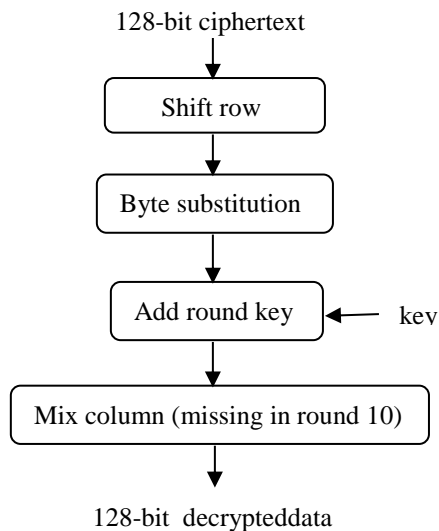 128-bit ciphertext
Shift row
Byte substitution
Add round key
key
Mix column (missing in round 10)
128-bit decrypteddata